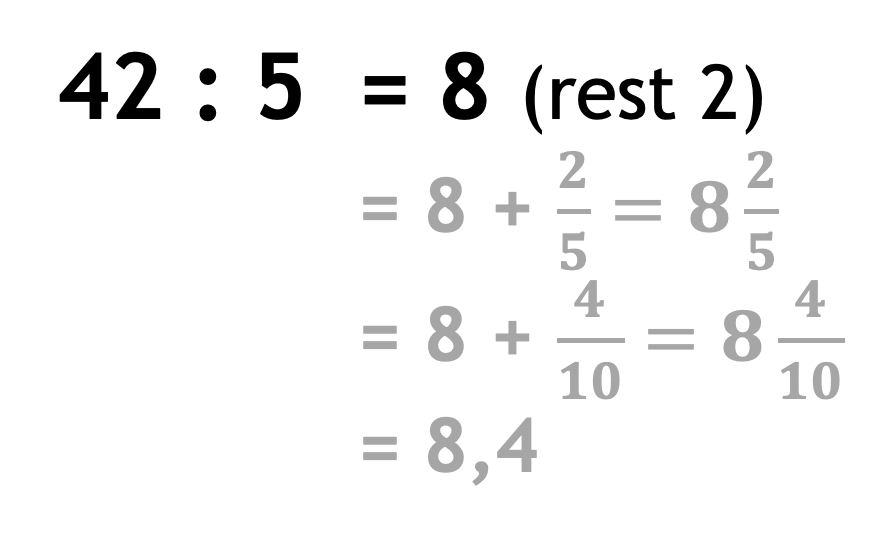 42 : 5 = 8 (rest 2)
= 8 + 2/5 = 8 2/5
= 8 + 4/10 = 8 4/10
= 8,4